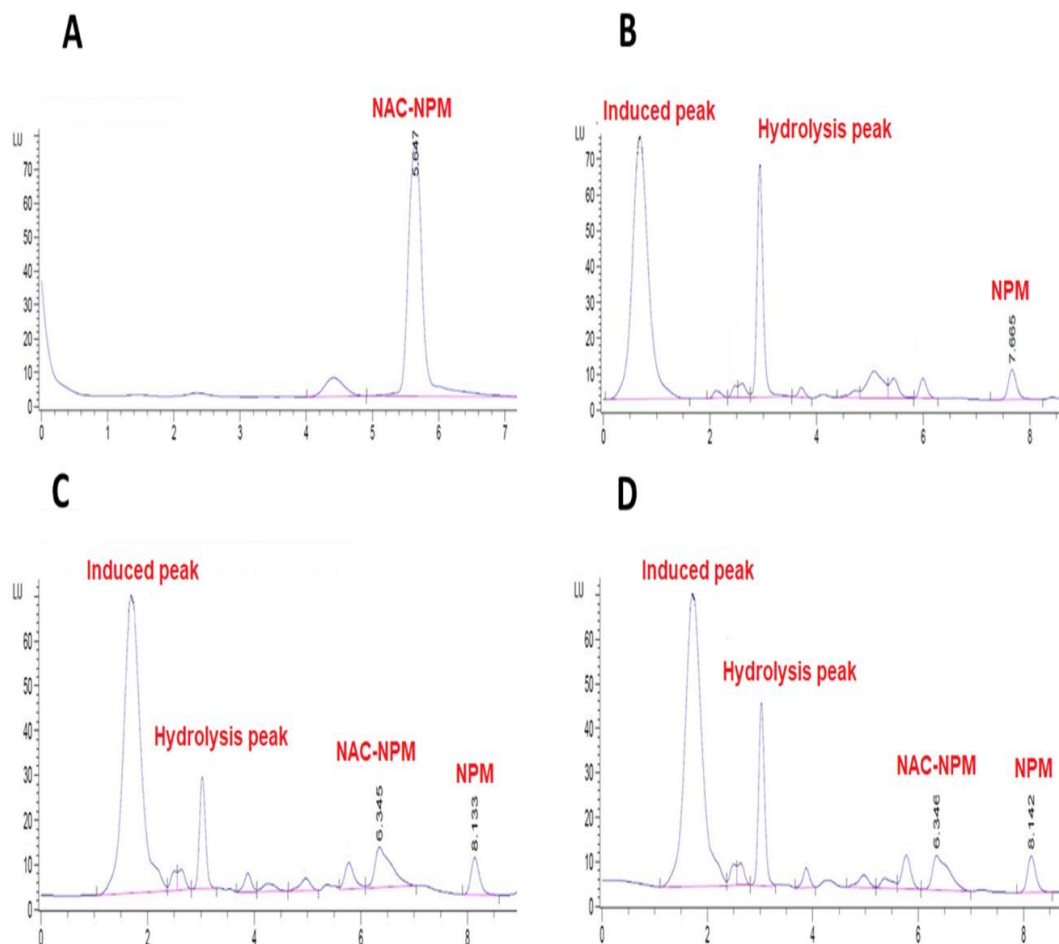 A
NAC-NPM
5.647
LU
70
60
50
40
30
20
10
0
0 1 2 3 4 5 6 7
B
Induced peak
Hydrolysis peak
NPM
7.665
LU
70
60
50
40
30
20
10
0
0 2 4 6 8
C
Induced peak
Hydrolysis peak
NAC-NPM
NPM
6.345
8.133
LU
60
50
40
30
20
10
0
0 2 4 6 8
D
Induced peak
Hydrolysis peak
NAC-NPM
NPM
6.346
8.142
LU
60
50
40
30
20
10
0
0 2 4 6 8